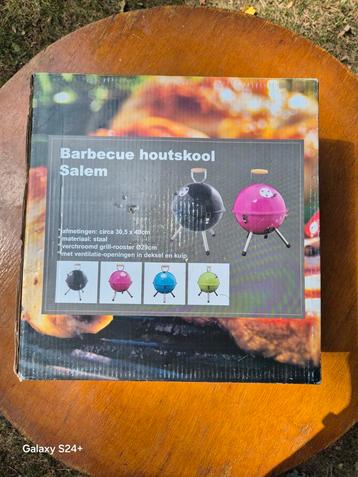 Barbecue houtskool
Salem
afmetingen: circa 30,5 x 40cm
materiaal: staal
verchroomd grill-rooster Ø29cm
met ventilatie-openingen in deksel en kuip
Galaxy S24+